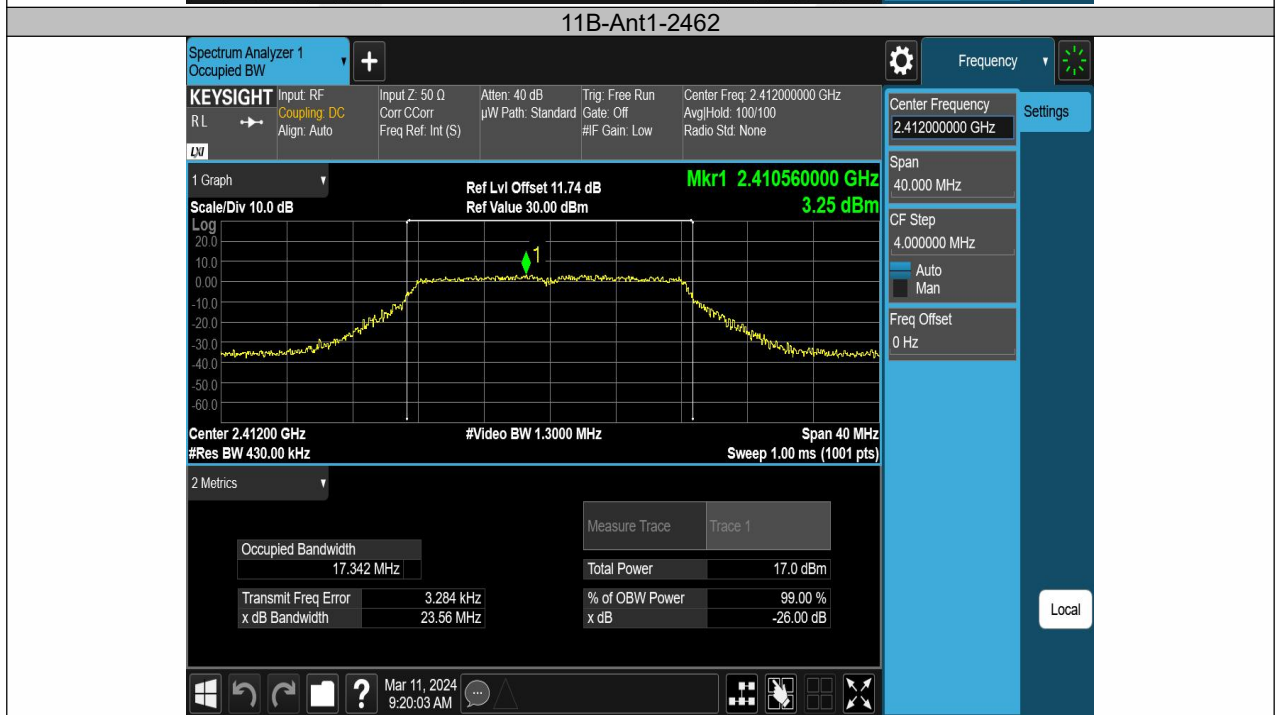 11B-Ant1-2462
Spectrum Analyzer 1
Occupied BW
+
Frequency
KEYSIGHT
R L
LXI
Input: RF
Coupling: DC
Align: Auto
Input Z: 50 Ω
Corr CCorr
Freq Ref: Int (S)
Atten: 40 dB
µW Path: Standard
Trig: Free Run
Gate: Off
#IF Gain: Low
Center Freq: 2.412000000 GHz
Avg|Hold: 100/100
Radio Std: None
Center Frequency
2.412000000 GHz
Settings
Span
40.000 MHz
CF Step
4.000000 MHz
Auto
Man
Freq Offset
0 Hz
Local
1 Graph
Scale/Div 10.0 dB
Ref Lvl Offset 11.74 dB
Ref Value 30.00 dBm
Mkr1 2.410560000 GHz
3.25 dBm
Log
20.0
10.0
0.00
-10.0
-20.0
-30.0
-40.0
-50.0
-60.0
1
Center 2.41200 GHz
#Res BW 430.00 kHz
#Video BW 1.3000 MHz
Span 40 MHz
Sweep 1.00 ms (1001 pts)
2 Metrics
Measure Trace Trace 1
Occupied Bandwidth
17.342 MHz
Total Power 17.0 dBm
Transmit Freq Error 3.284 kHz
% of OBW Power 99.00 %
x dB Bandwidth 23.56 MHz
x dB -26.00 dB
?
Mar 11, 2024
9:20:03 AM